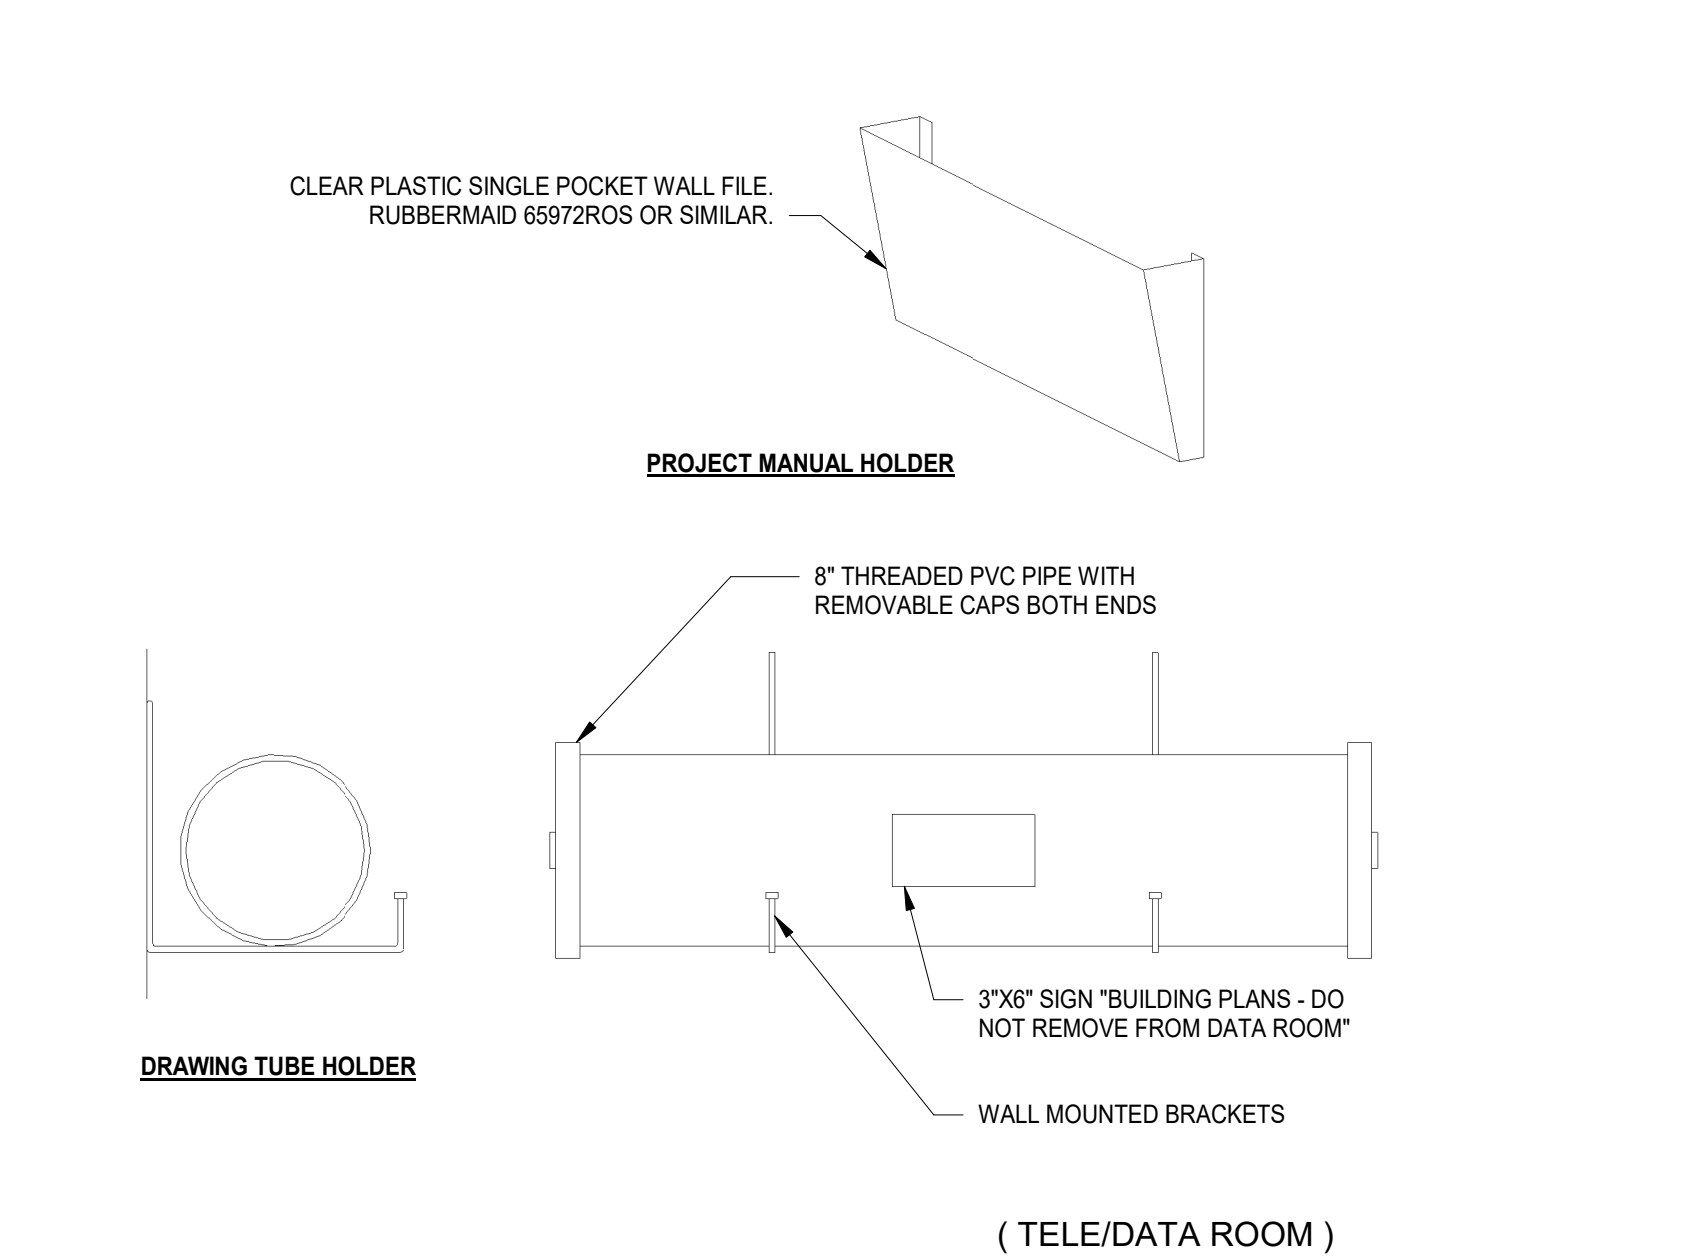 CLEAR PLASTIC SINGLE POCKET WALL FILE.
RUBBERMAID 65972ROS OR SIMILAR.
PROJECT MANUAL HOLDER
8" THREADED PVC PIPE WITH
REMOVABLE CAPS BOTH ENDS
3"X6" SIGN "BUILDING PLANS - DO
NOT REMOVE FROM DATA ROOM"
DRAWING TUBE HOLDER
WALL MOUNTED BRACKETS
( TELE/DATA ROOM )